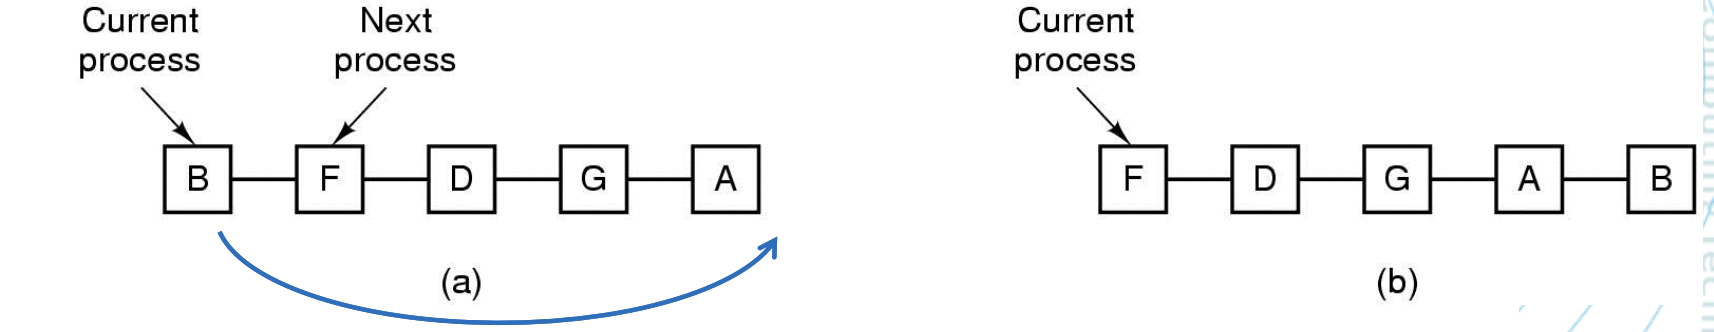 Current
process
Next
process
B F D G A
(a)
Current
process
F D G A B
(b)